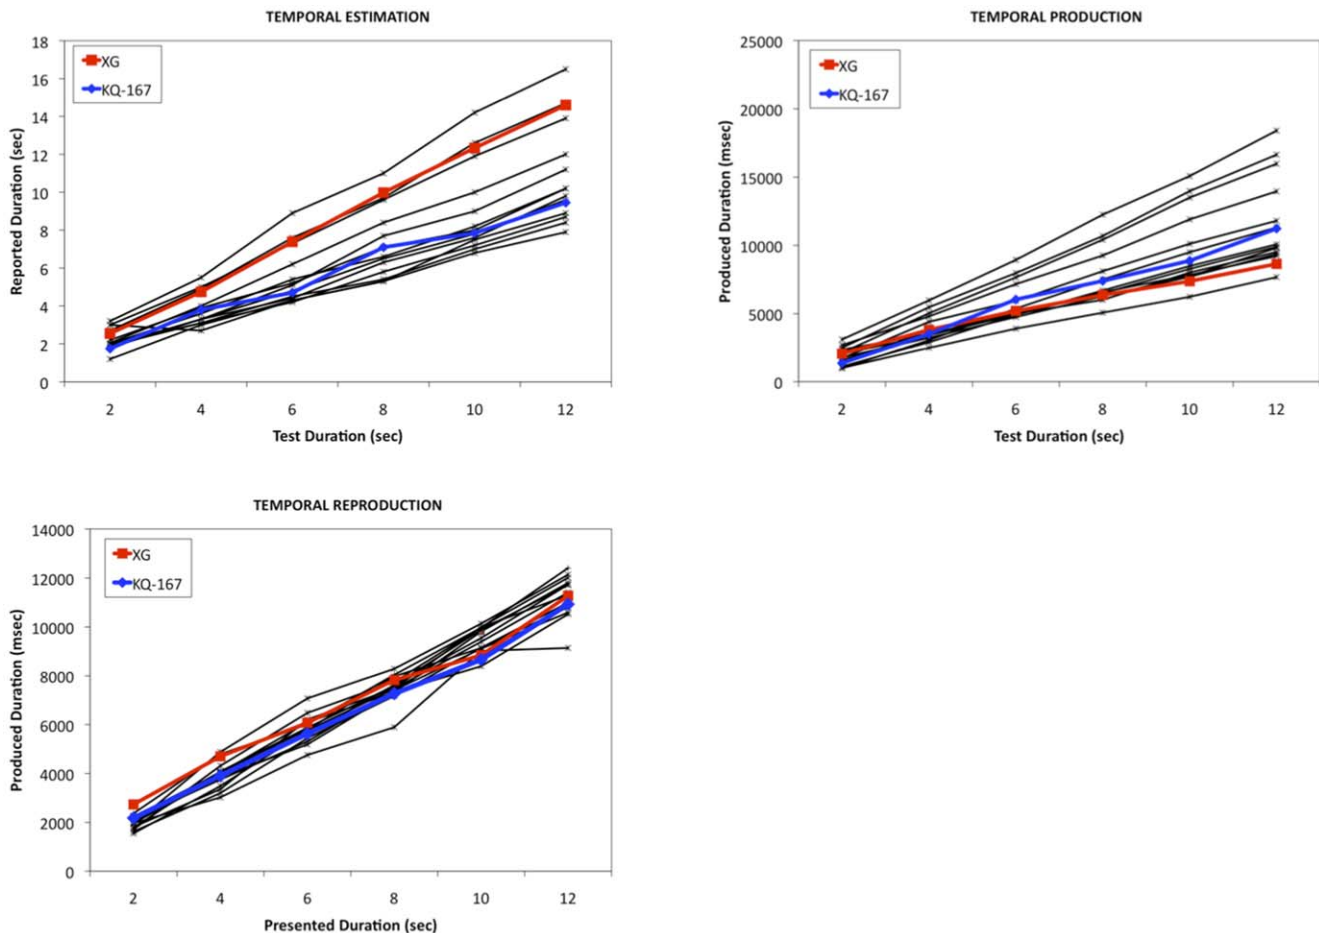 TEMPORAL ESTIMATION
18
16
14
12
10
8
6
4
2
0
Reported Duration (sec)
XG
KQ-167
2 4 6 8 10 12
Test Duration (sec)
TEMPORAL PRODUCTION
25000
20000
15000
10000
5000
0
Produced Duration (msec)
XG
KQ-167
2 4 6 8 10 12
Test Duration (sec)
TEMPORAL REPRODUCTION
14000
12000
10000
8000
6000
4000
2000
0
Produced Duration (msec)
XG
KQ-167
2 4 6 8 10 12
Presented Duration (sec)